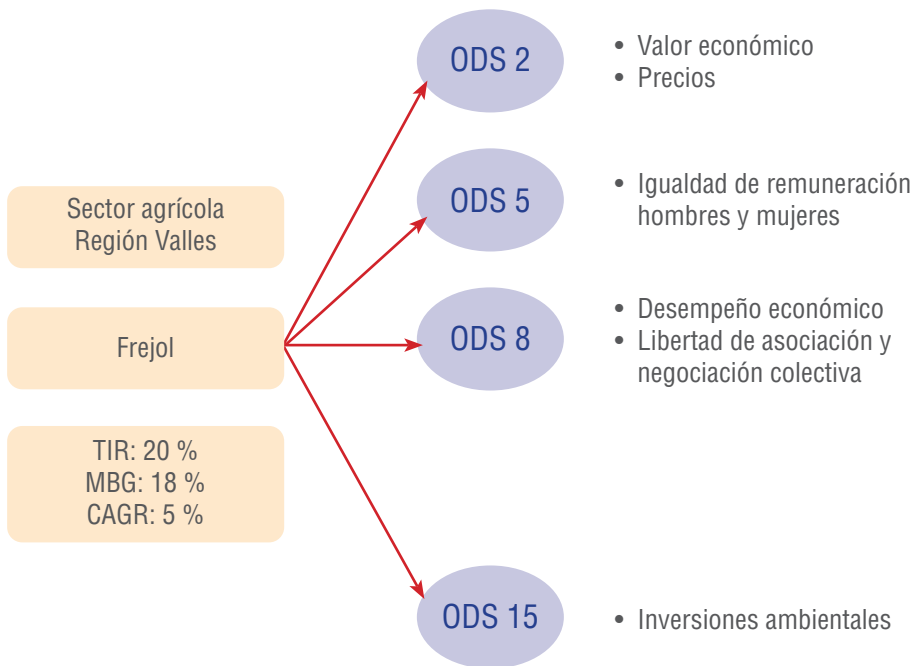 Sector agrícola
Región Valles
Frejol
TIR: 20 %
MBG: 18 %
CAGR: 5 %
ODS 2
• Valor económico
• Precios
ODS 5
• Igualdad de remuneración
hombres y mujeres
ODS 8
• Desempeño económico
• Libertad de asociación y
negociación colectiva
ODS 15
• Inversiones ambientales